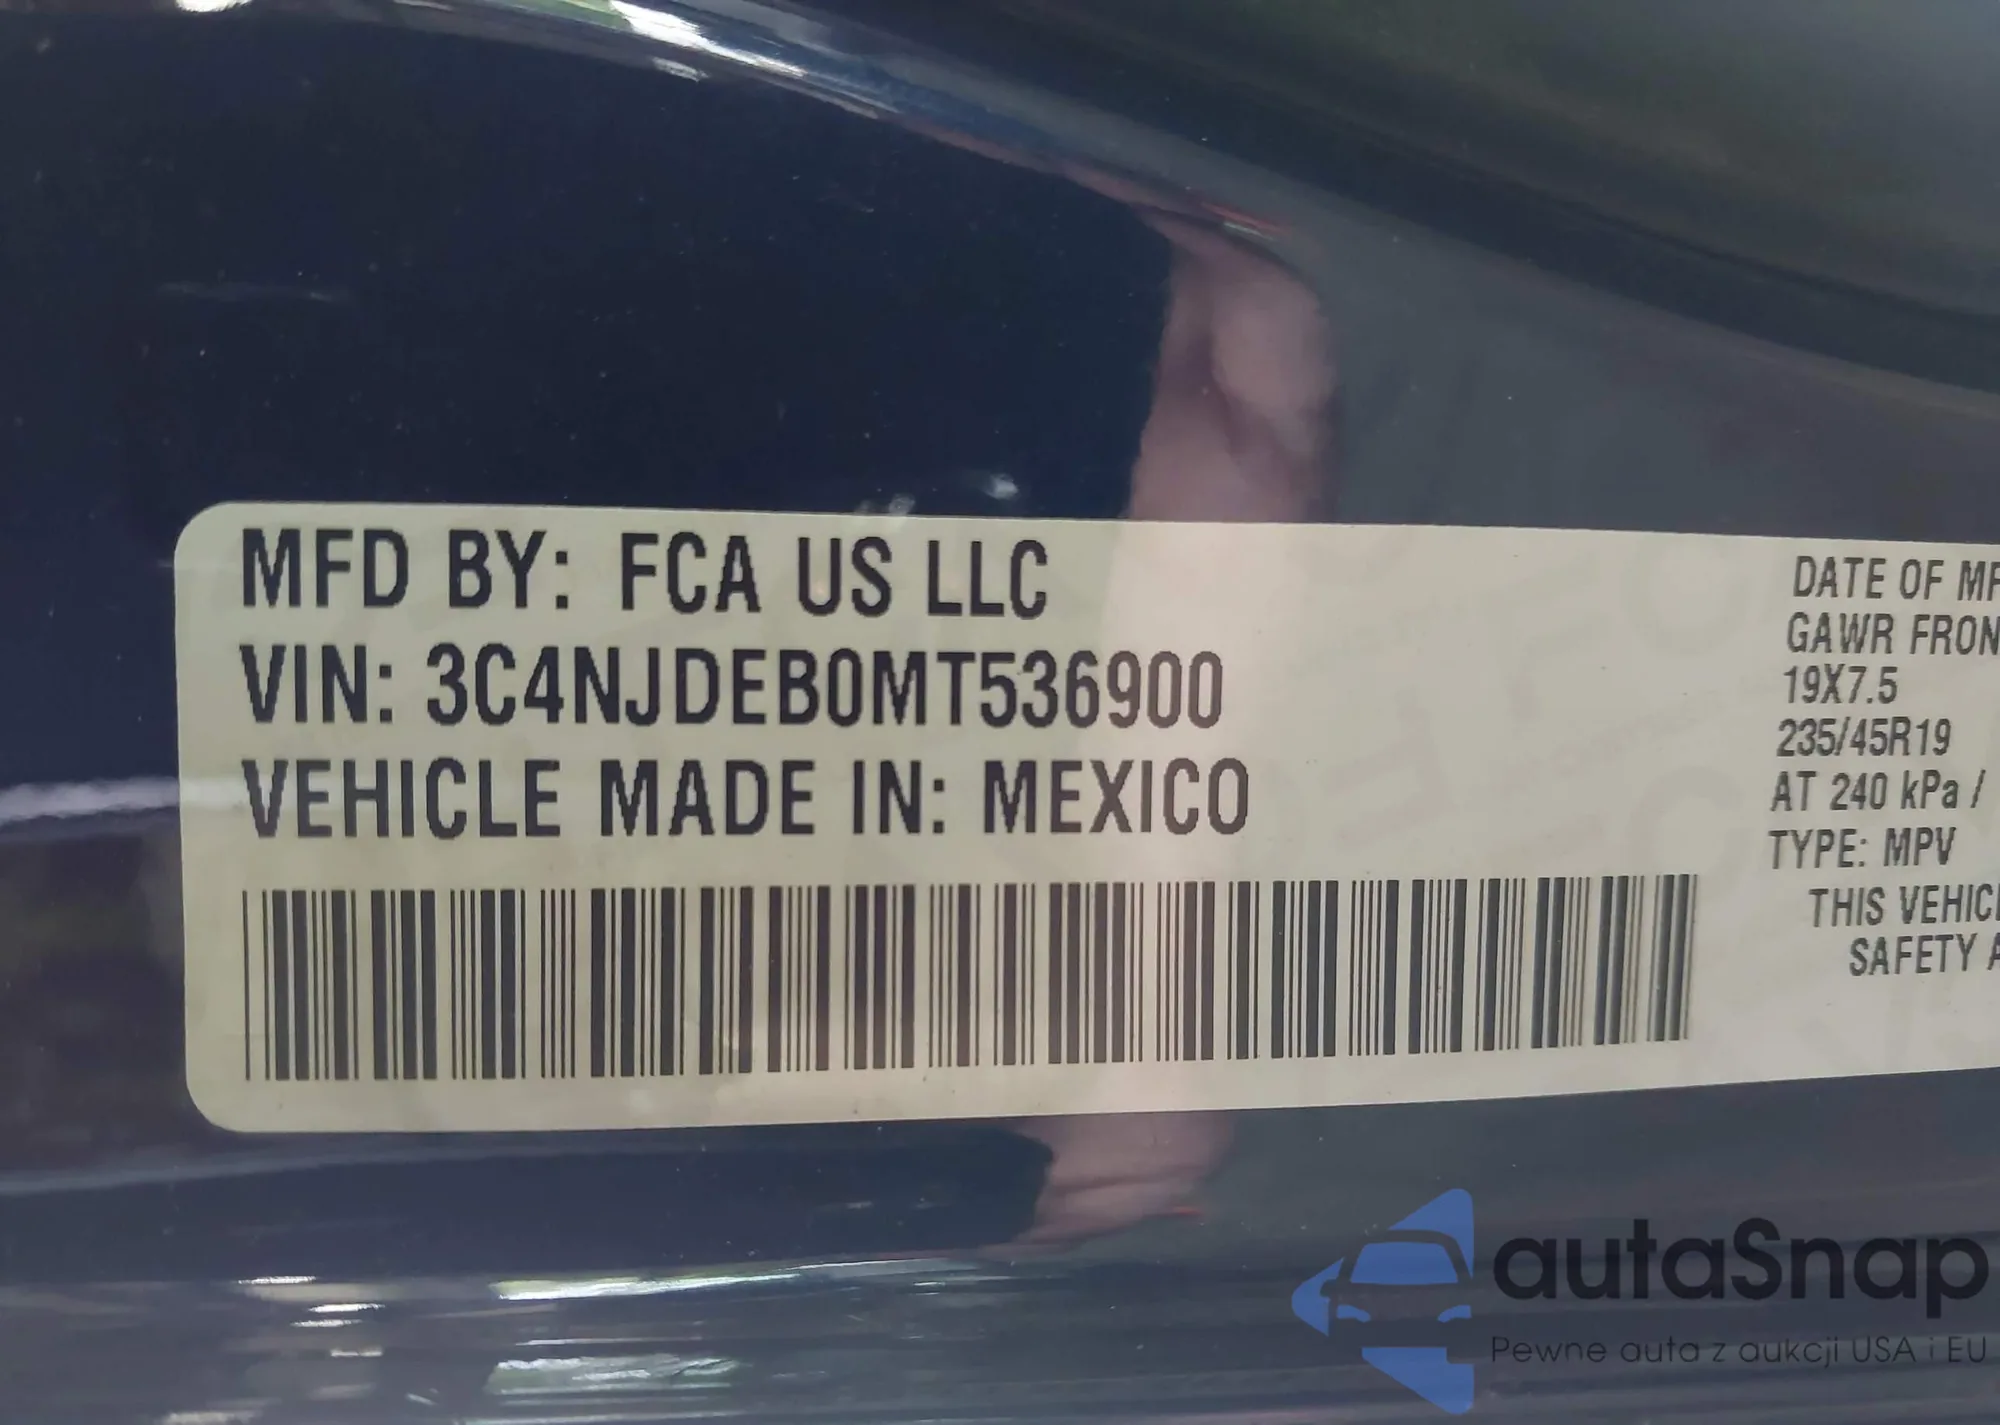 MFD BY: FCA US LLC
VIN: 3C4NJDEB0MT536900
VEHICLE MADE IN: MEXICO
DATE OF
GAWR
19X7.5
235/45R19
AT 240 kPa /
TYPE: MPV
THIS
SAFETY
autaSnap
Pewne auta z aukcji USA i EU